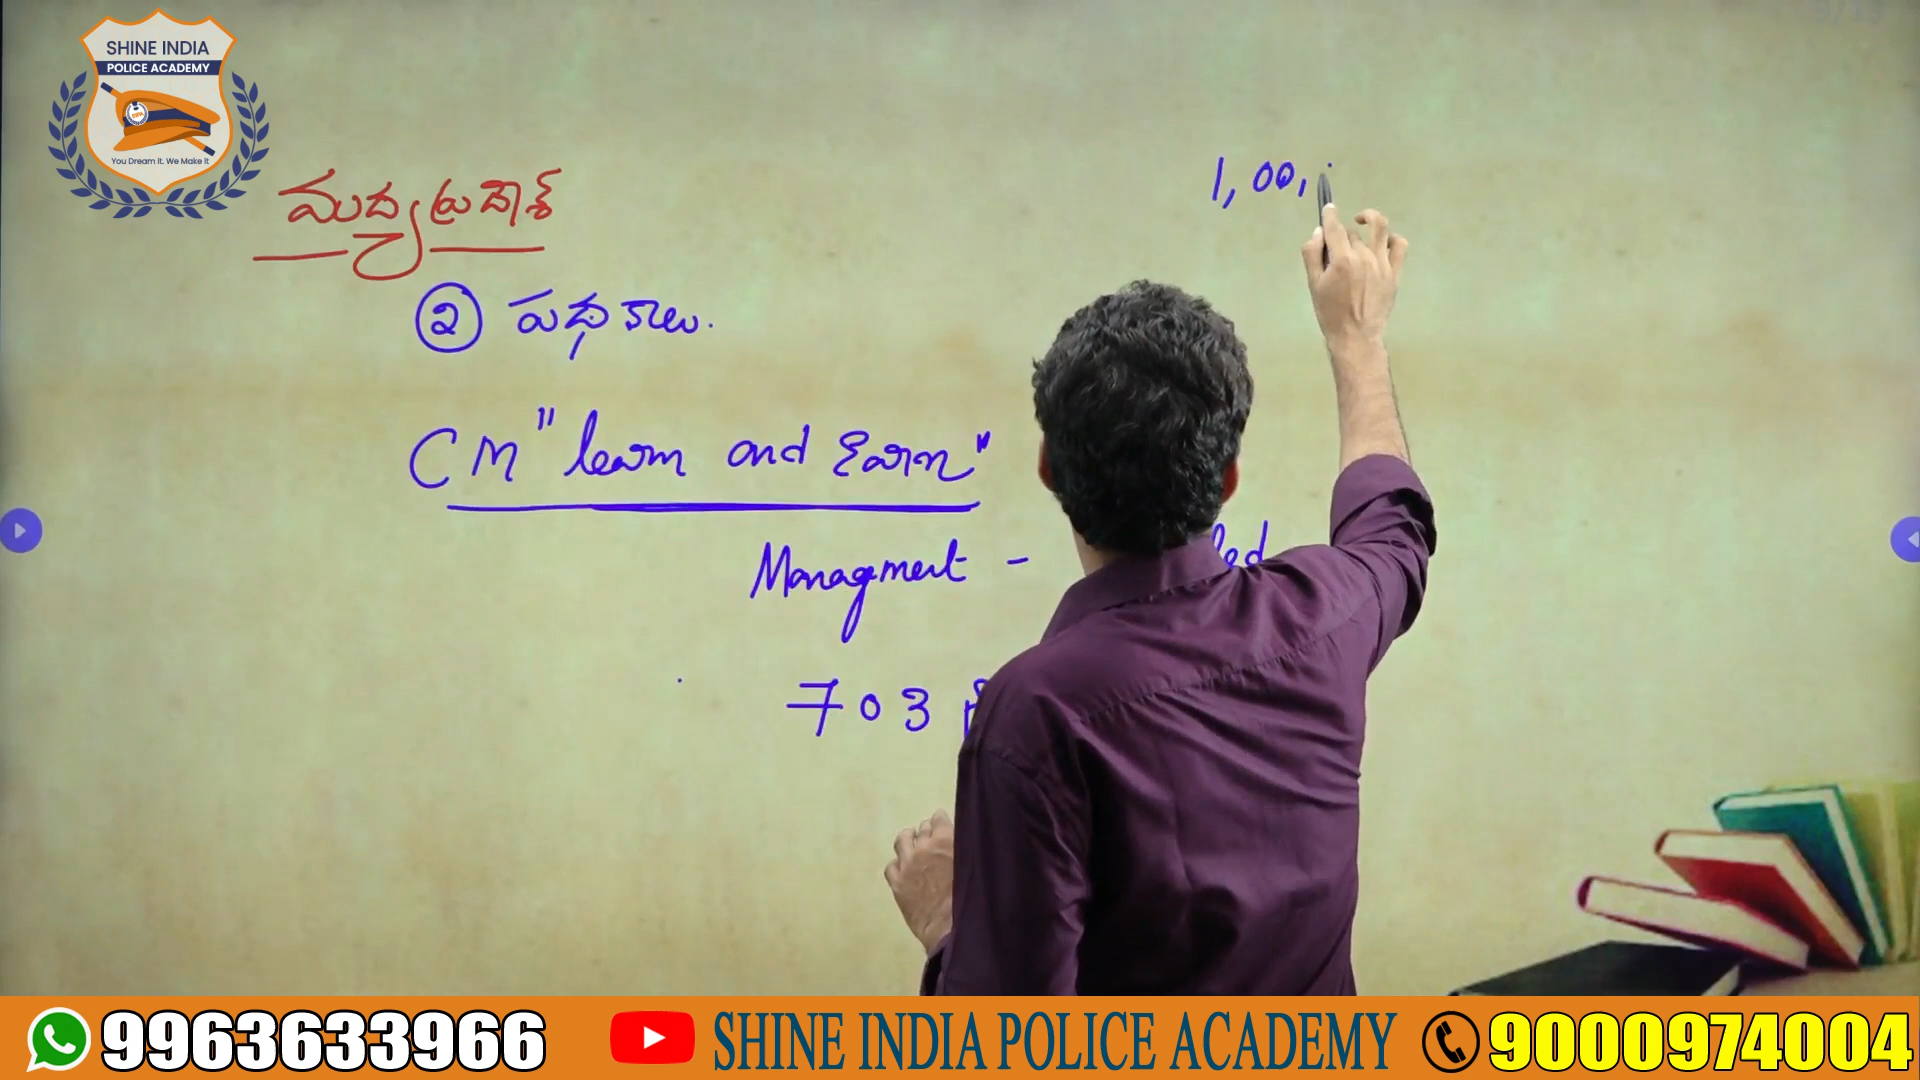 SHINE INDIA
POLICE ACADEMY
You Dream It. We Make It
మధ్యప్రదేశ్
1,00,
② పథకాలు.
CM "learn and Earn"
Managment -
703
9963633966
SHINE INDIA POLICE ACADEMY
9000974004